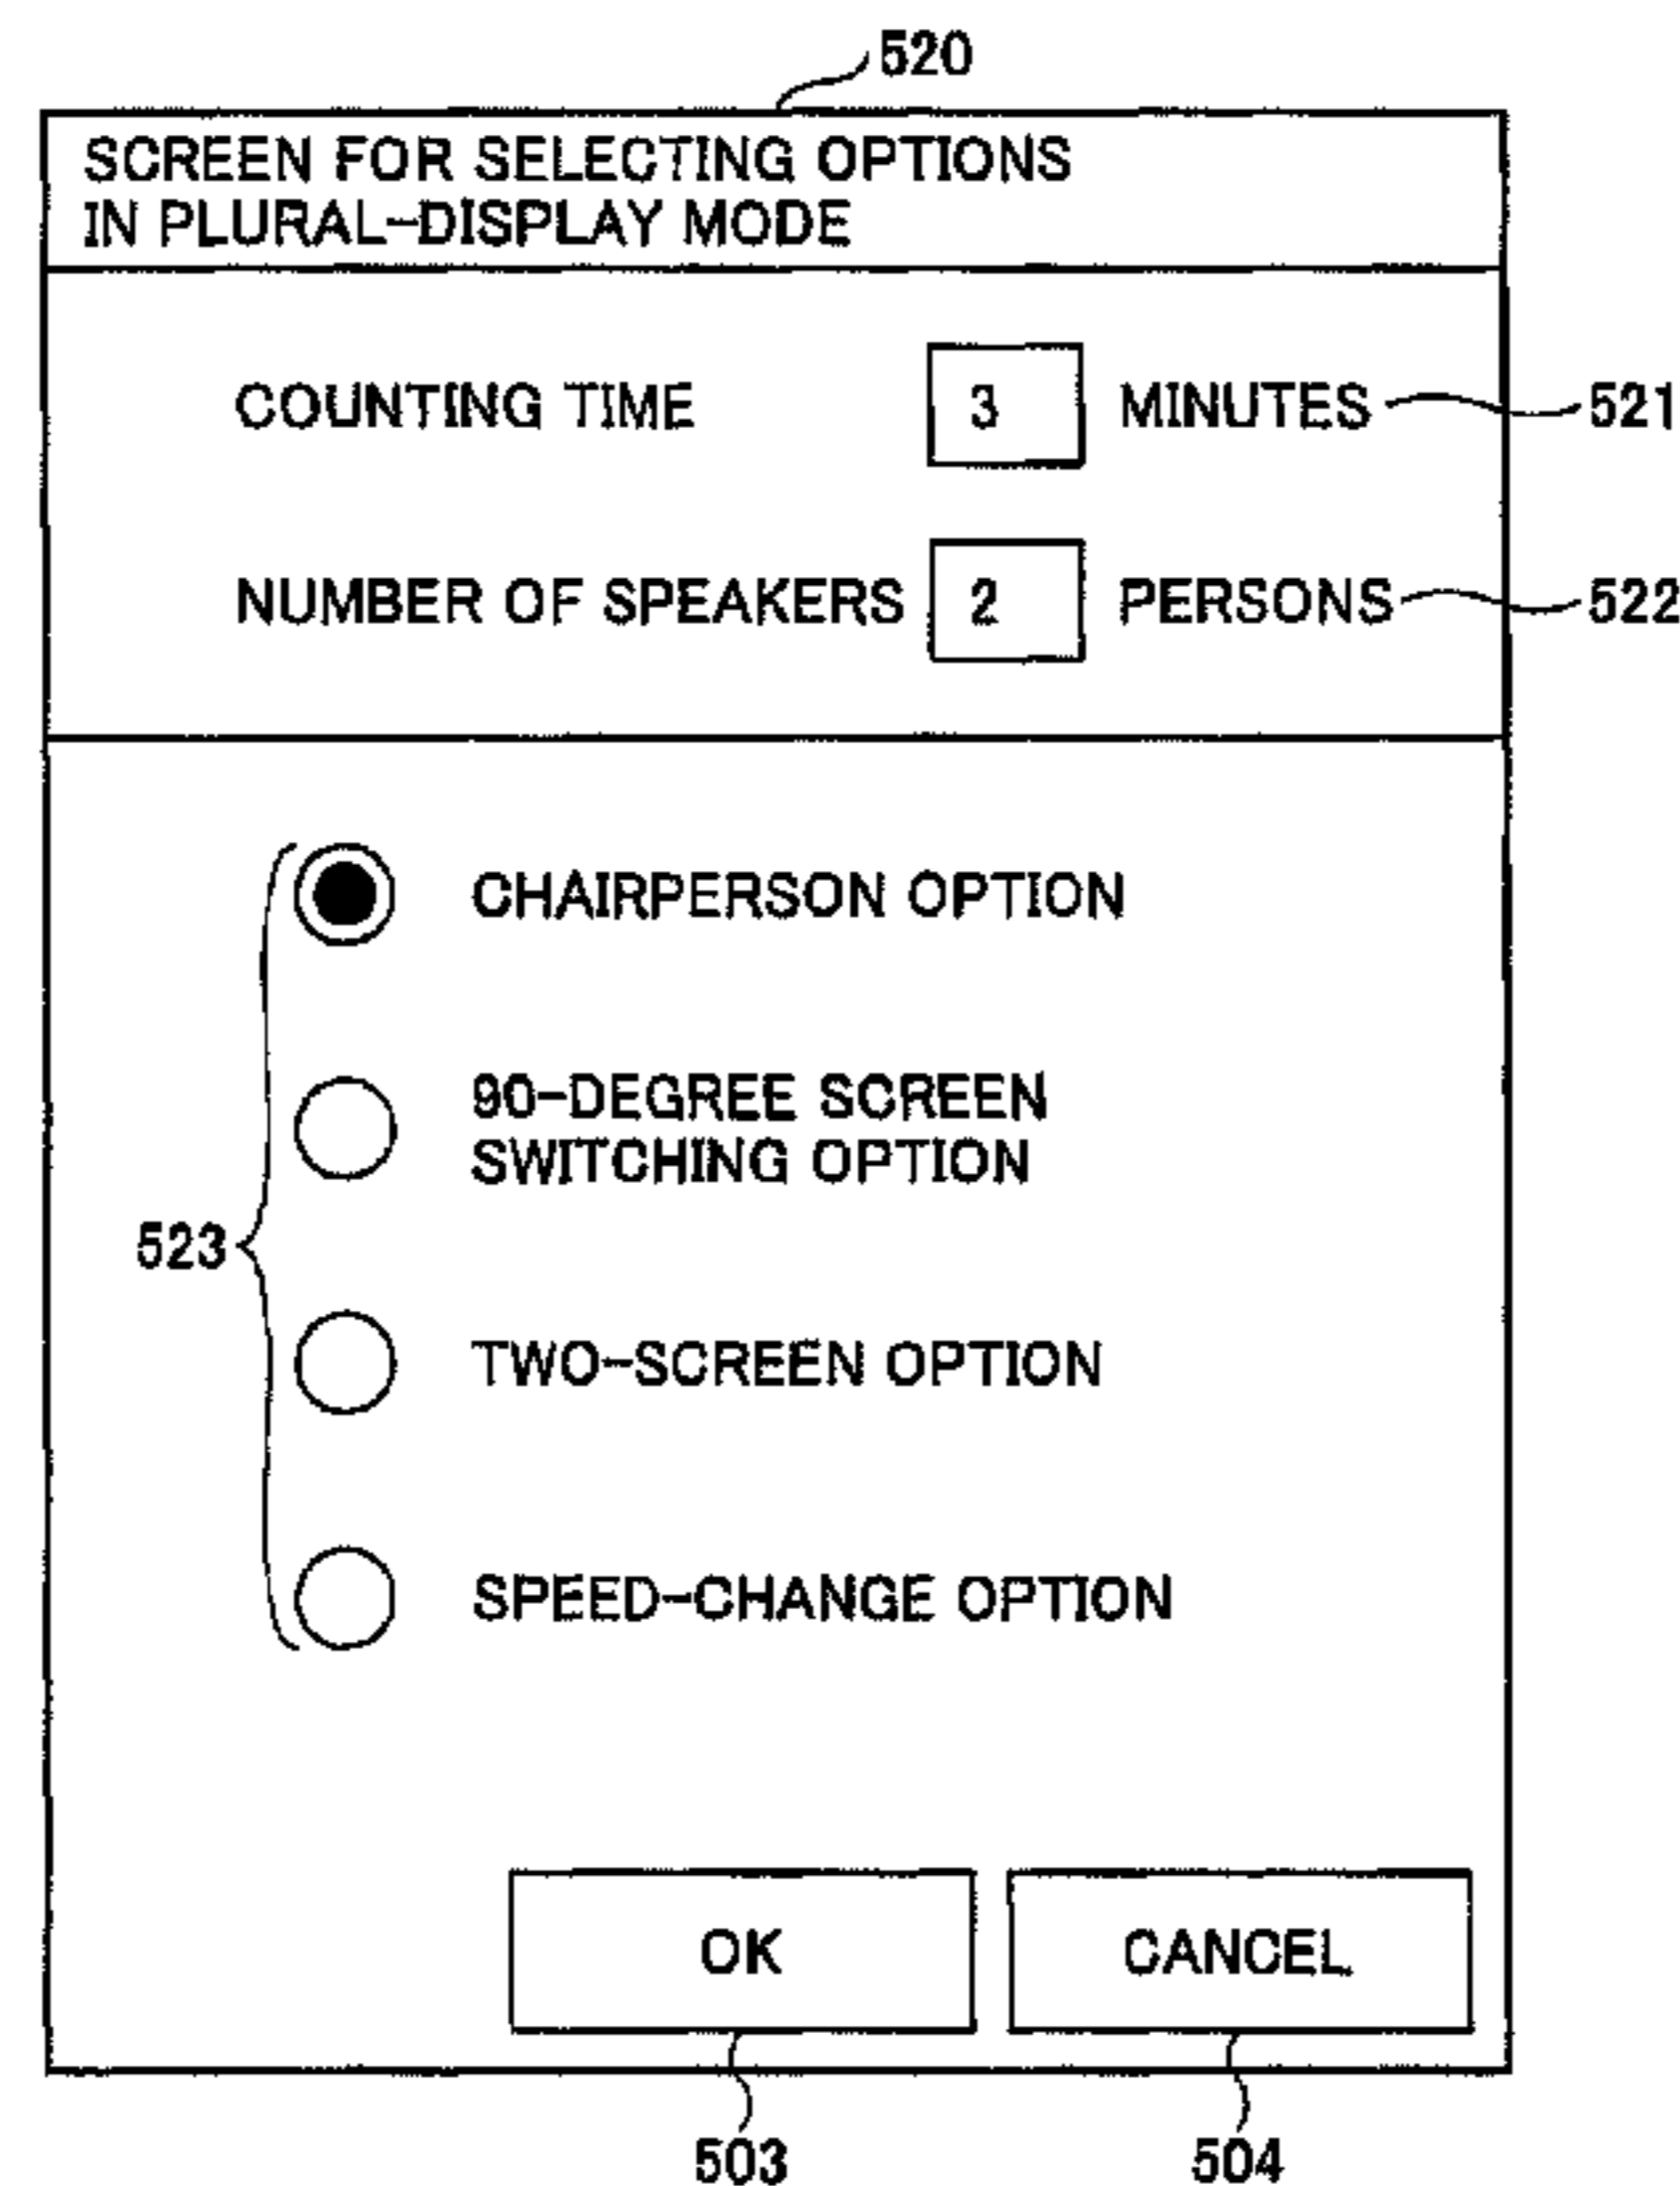 520
SCREEN FOR SELECTING OPTIONS
IN PLURAL-DISPLAY MODE
COUNTING TIME 3 MINUTES 521
NUMBER OF SPEAKERS 2 PERSONS 522
CHAIRPERSON OPTION
90-DEGREE SCREEN
SWITCHING OPTION
523
TWO-SCREEN OPTION
SPEED-CHANGE OPTION
OK CANCEL
503 504